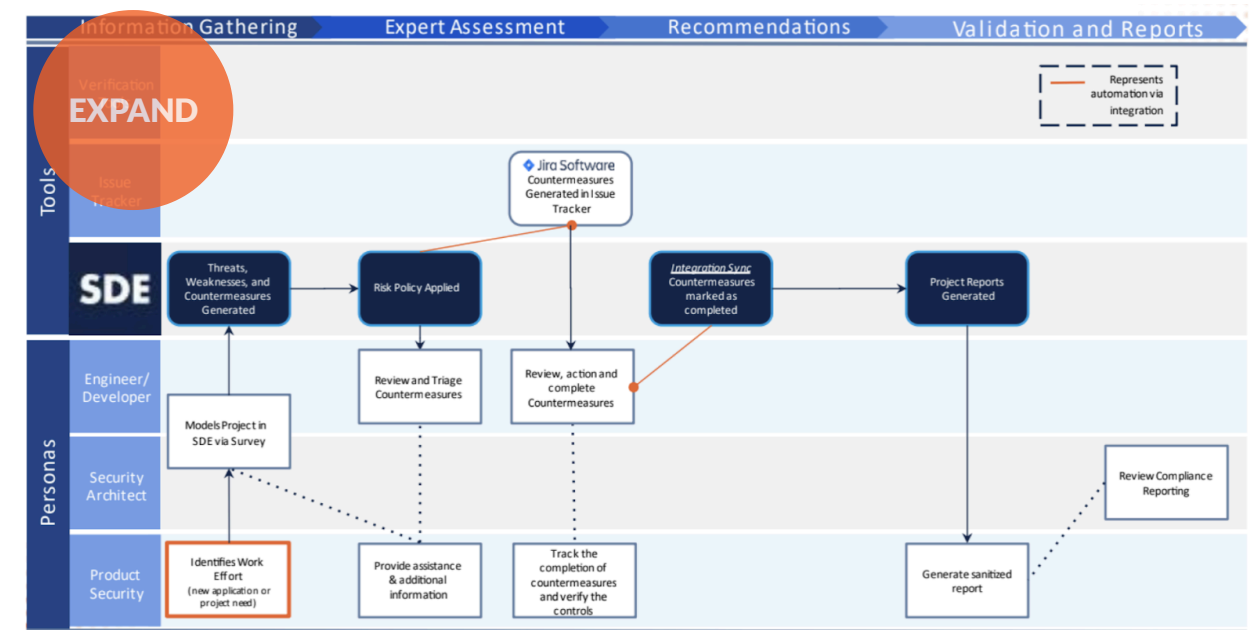 Information Gathering
Expert Assessment
Recommendations
Validation and Reports
Tools
Verification
EXPAND
Represents
automation via
integration
Issue
Tracker
Jira Software
Countermeasures
Generated in Issue
Tracker
SDE
Threats,
Weaknesses, and
Countermeasures
Generated
Risk Policy Applied
Integration Sync
Countermeasures
marked as
completed
Project Reports
Generated
Personas
Engineer/
Developer
Models Project in
SDE via Survey
Review and Triage
Countermeasures
Review, action and
complete
Countermeasures
Security
Architect
Review Compliance
Reporting
Product
Security
Identifies Work
Effort
(new application or
project need)
Provide assistance
& additional
information
Track the
completion of
countermeasures
and verify the
controls
Generate sanitized
report